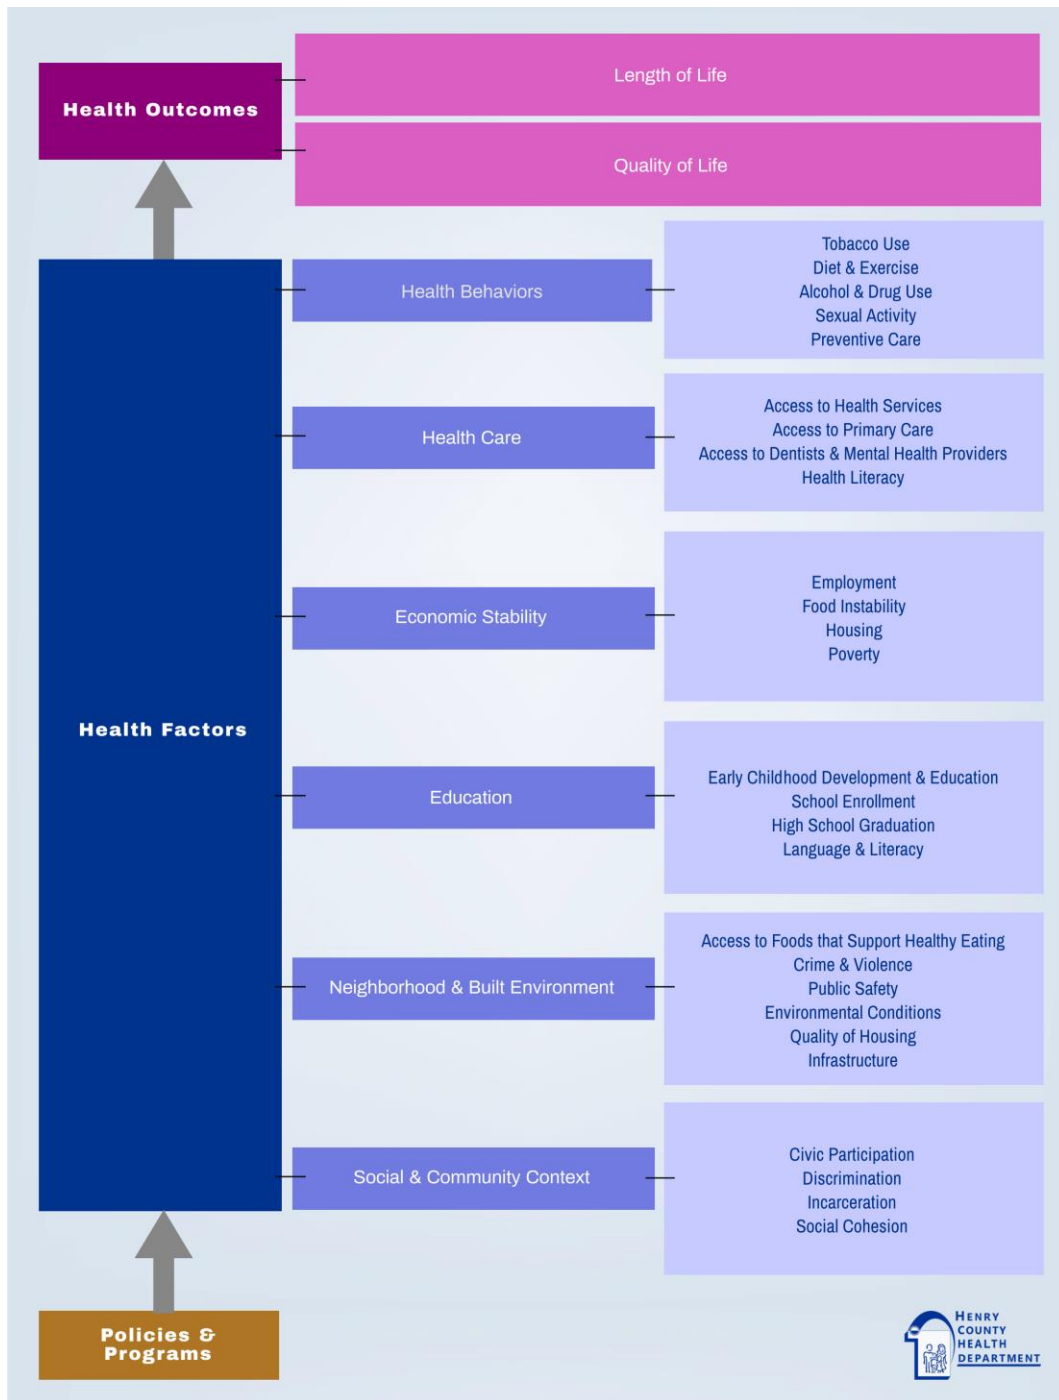 Health Outcomes
Length of Life
Quality of Life
Health Factors
Health Behaviors
Tobacco Use
Diet & Exercise
Alcohol & Drug Use
Sexual Activity
Preventive Care
Health Care
Access to Health Services
Access to Primary Care
Access to Dentists & Mental Health Providers
Health Literacy
Economic Stability
Employment
Food Instability
Housing
Poverty
Education
Early Childhood Development & Education
School Enrollment
High School Graduation
Language & Literacy
Neighborhood & Built Environment
Access to Foods that Support Healthy Eating
Crime & Violence
Public Safety
Environmental Conditions
Quality of Housing
Infrastructure
Social & Community Context
Civic Participation
Discrimination
Incarceration
Social Cohesion
Policies &
Programs
HENRY
COUNTY
HEALTH
DEPARTMENT